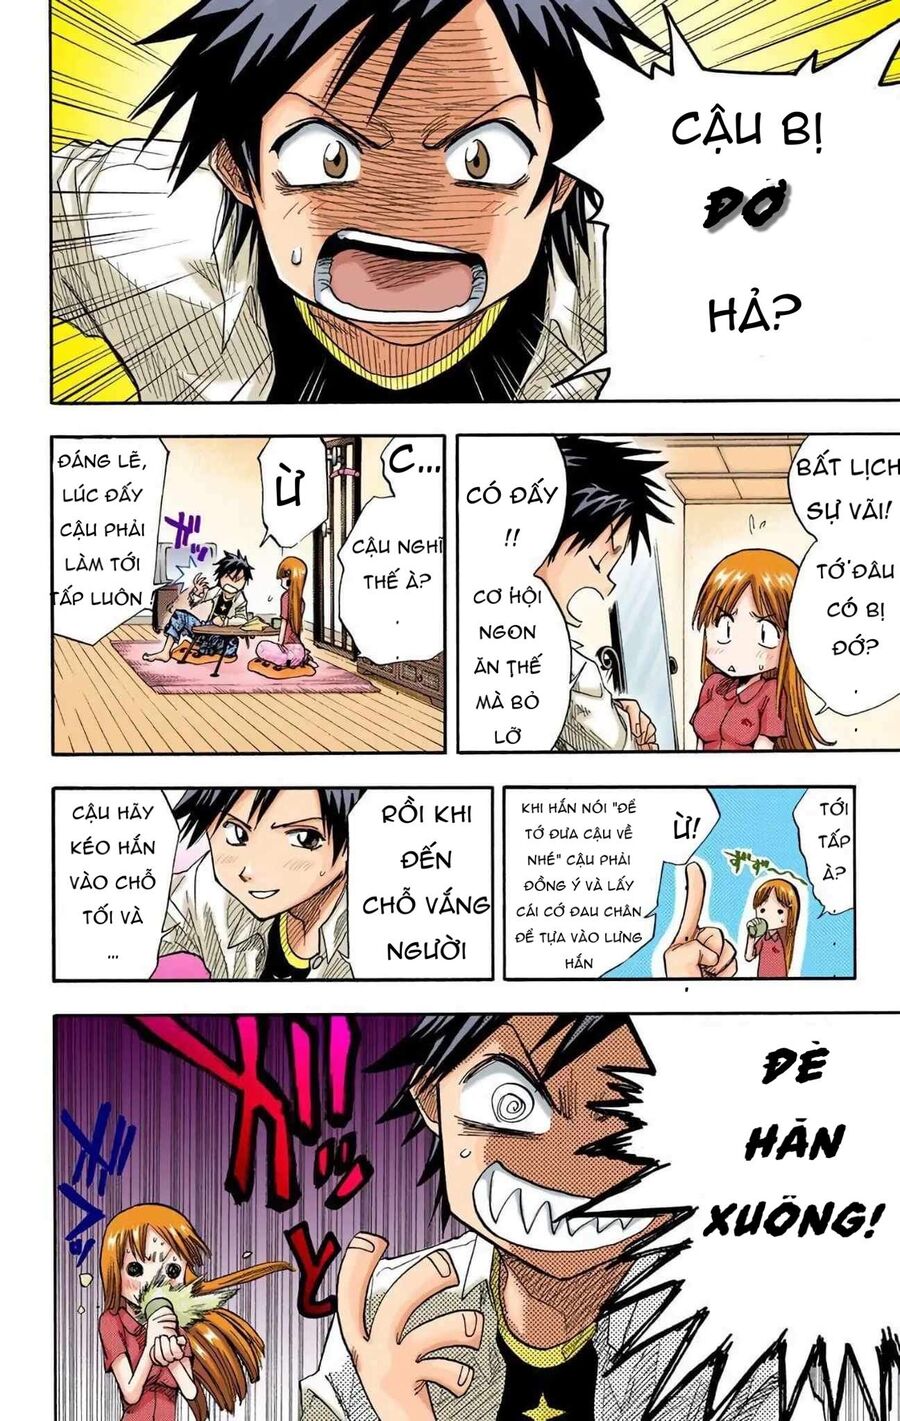 CẬU BỊ
ĐỚ
HẢ?
BẤT LỊCH
SỰ VÃI!
TỚ ĐÂU
CÓ BỊ
ĐỚ?
CÓ ĐẤY
!!
CƠ HỘI
NGON
ĂN THẾ
MÀ BỎ
LỠ
C...
CẬU NGHĨ
THẾ À?
Ừ
ĐÁNG LẼ,
LÚC ĐẤY
CẬU PHẢI
LÀM TỚI
TẤP LUÔN!
TỚI
TẤP
À?
Ừ!
KHI HẮN NÓI "ĐỂ
TỚ ĐƯA CẬU VỀ
NHÉ" CẬU PHẢI
ĐỒNG Ý VÀ LẤY
CÁI CỚ ĐAU CHÂN
ĐỂ TỰA VÀO LƯNG
HẮN
ずずー
RỒI KHI
ĐẾN
CHỖ VẮNG
NGƯỜI
CẬU HÃY
KÉO HẮN
VÀO CHỖ
TỐI VÀ
...
ĐÈ
HẮN
XUỐNG!